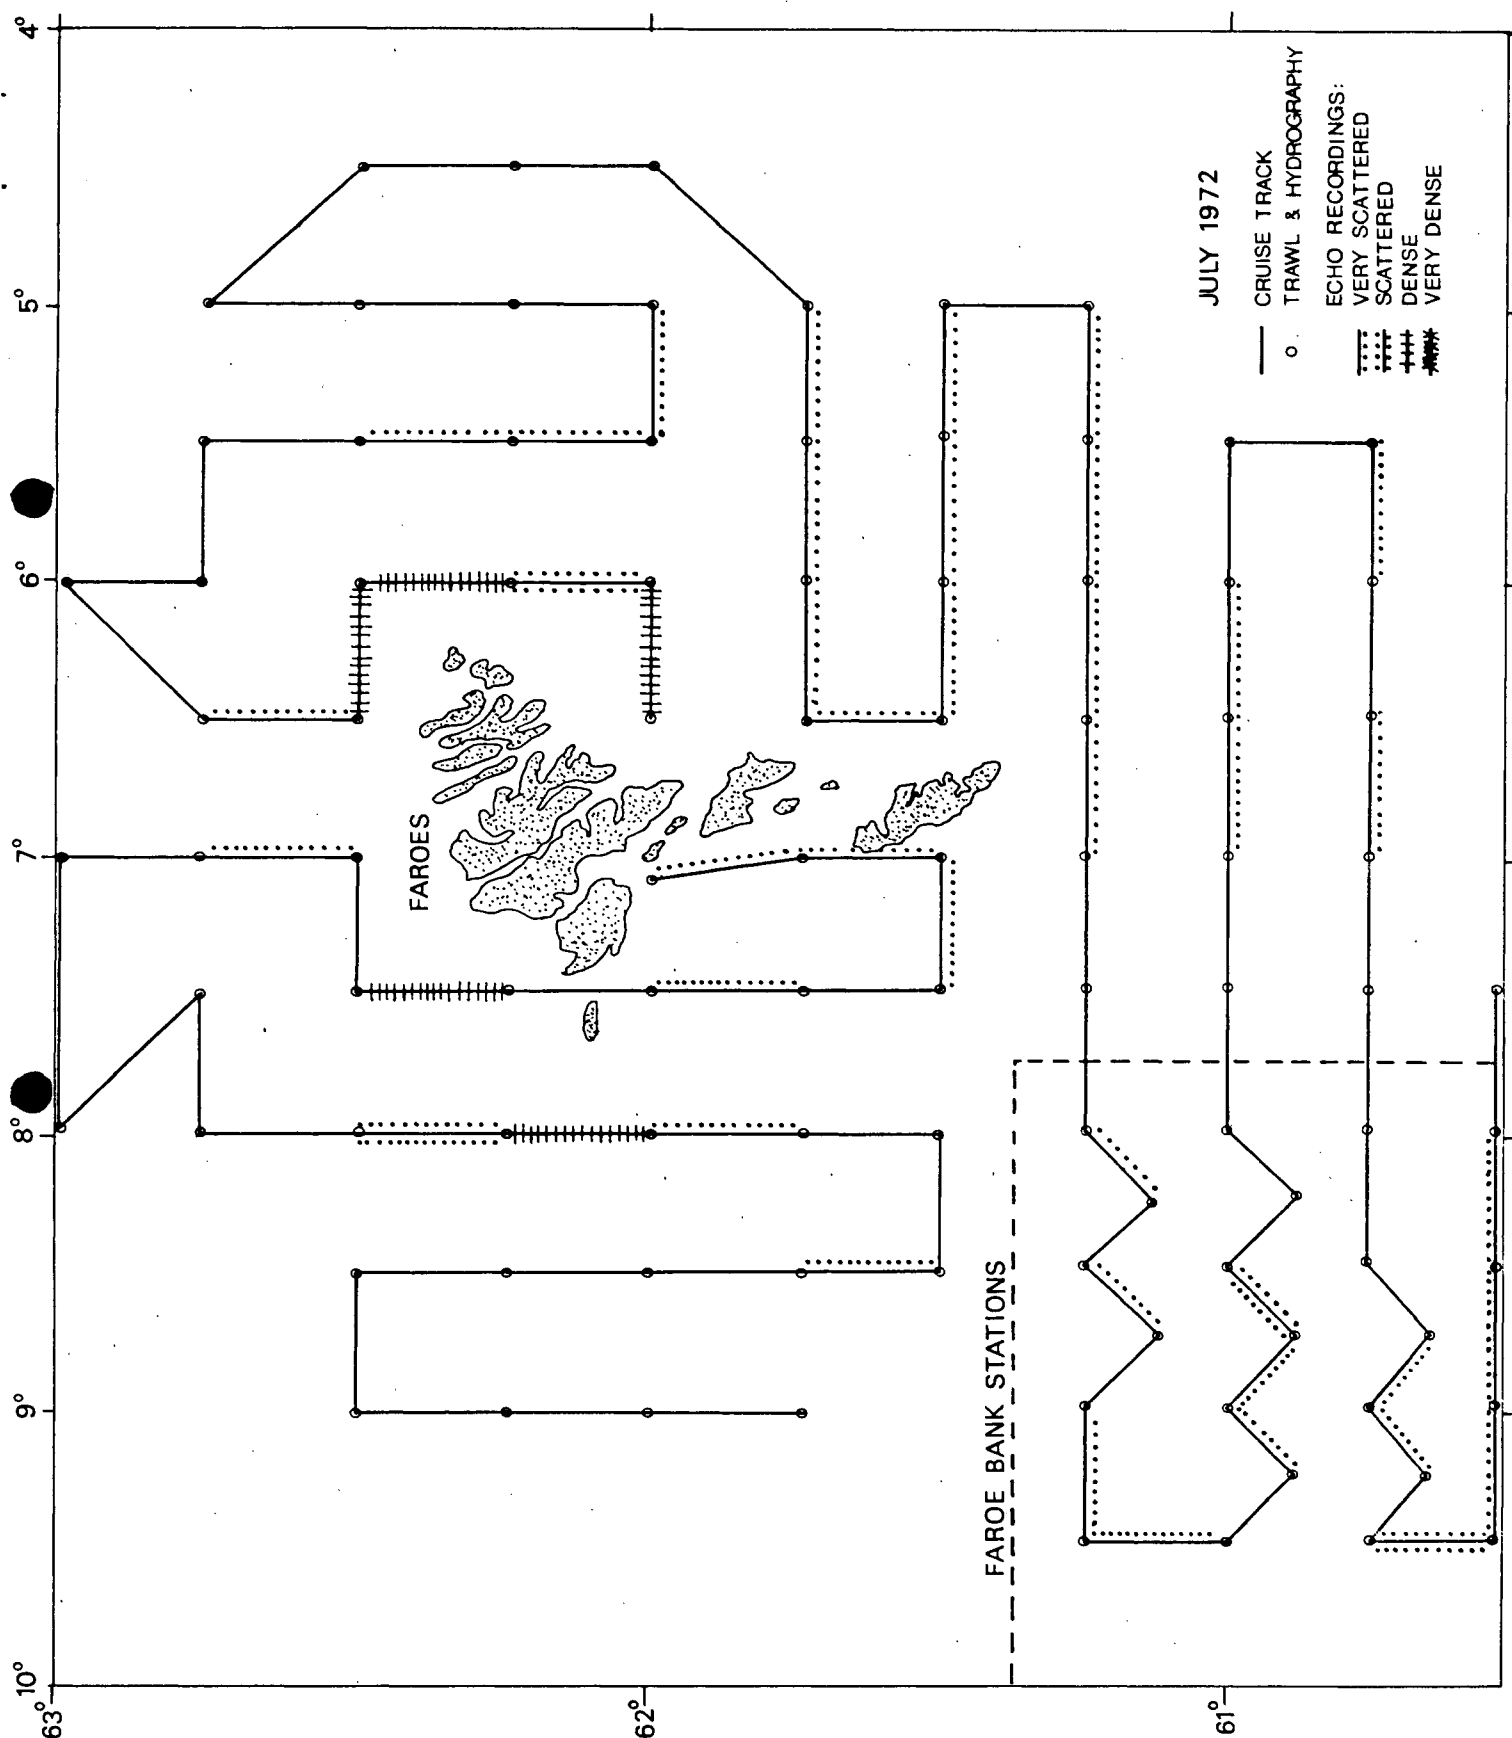 4°
5°
6°
7°
8°
9°
10°
63°
62°
61°
FAROES
FAROE BANK STATIONS
JULY 1972
CRUISE TRACK
TRAWL & HYDROGRAPHY
ECHO RECORDINGS:
VERY SCATTERED
SCATTERED
DENSE
VERY DENSE